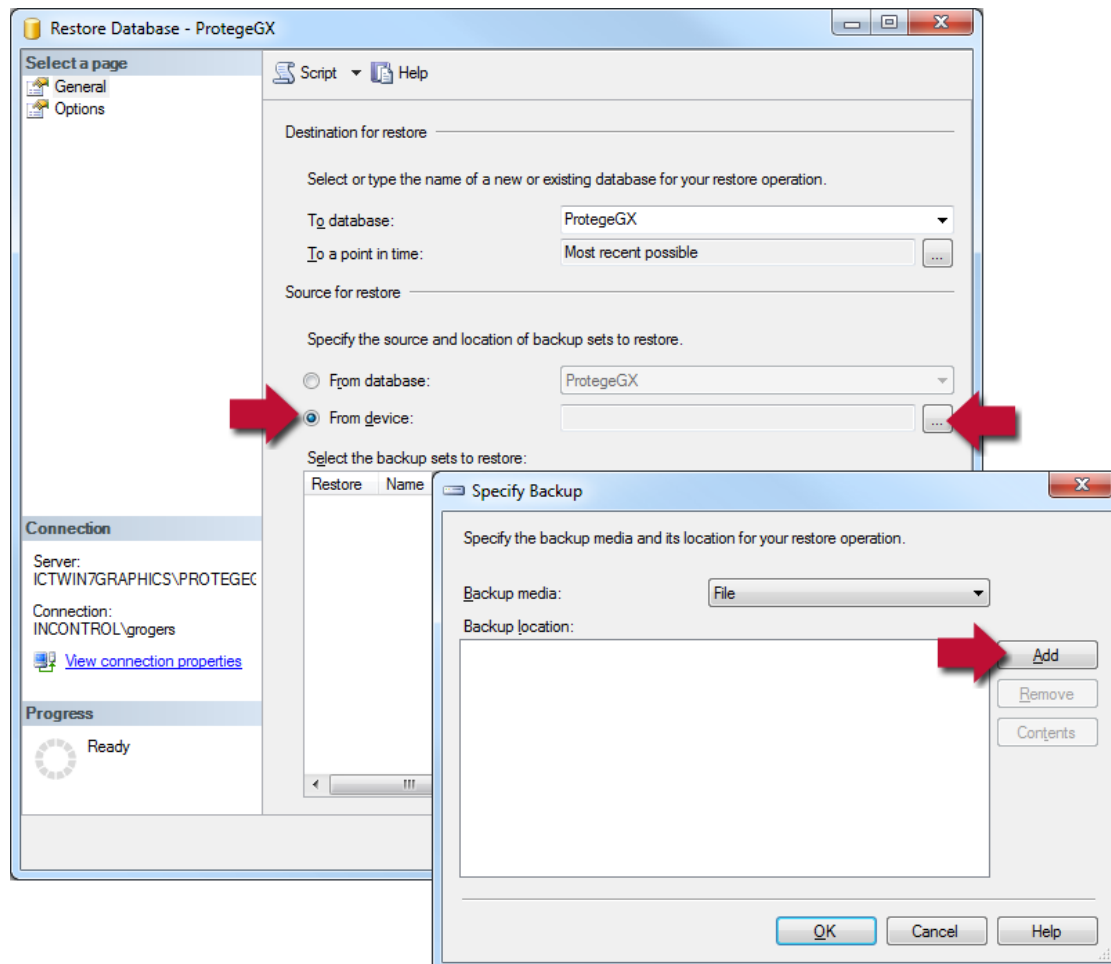 Restore Database - ProtegeGX
Select a page
General
Options
Script Help
Destination for restore
Select or type the name of a new or existing database for your restore operation.
To database: ProtegeGX
To a point in time: Most recent possible
...
Source for restore
Specify the source and location of backup sets to restore.
From database: ProtegeGX
From device:
...
Select the backup sets to restore:
Restore Name
Connection
Server:
ICTWIN7GRAPHICS\PROTEGEG
Connection:
INCONTROL\grogers
View connection properties
Progress
Ready
Specify Backup
Specify the backup media and its location for your restore operation.
Backup media: File
Backup location:
Add
Remove
Contents
OK Cancel Help